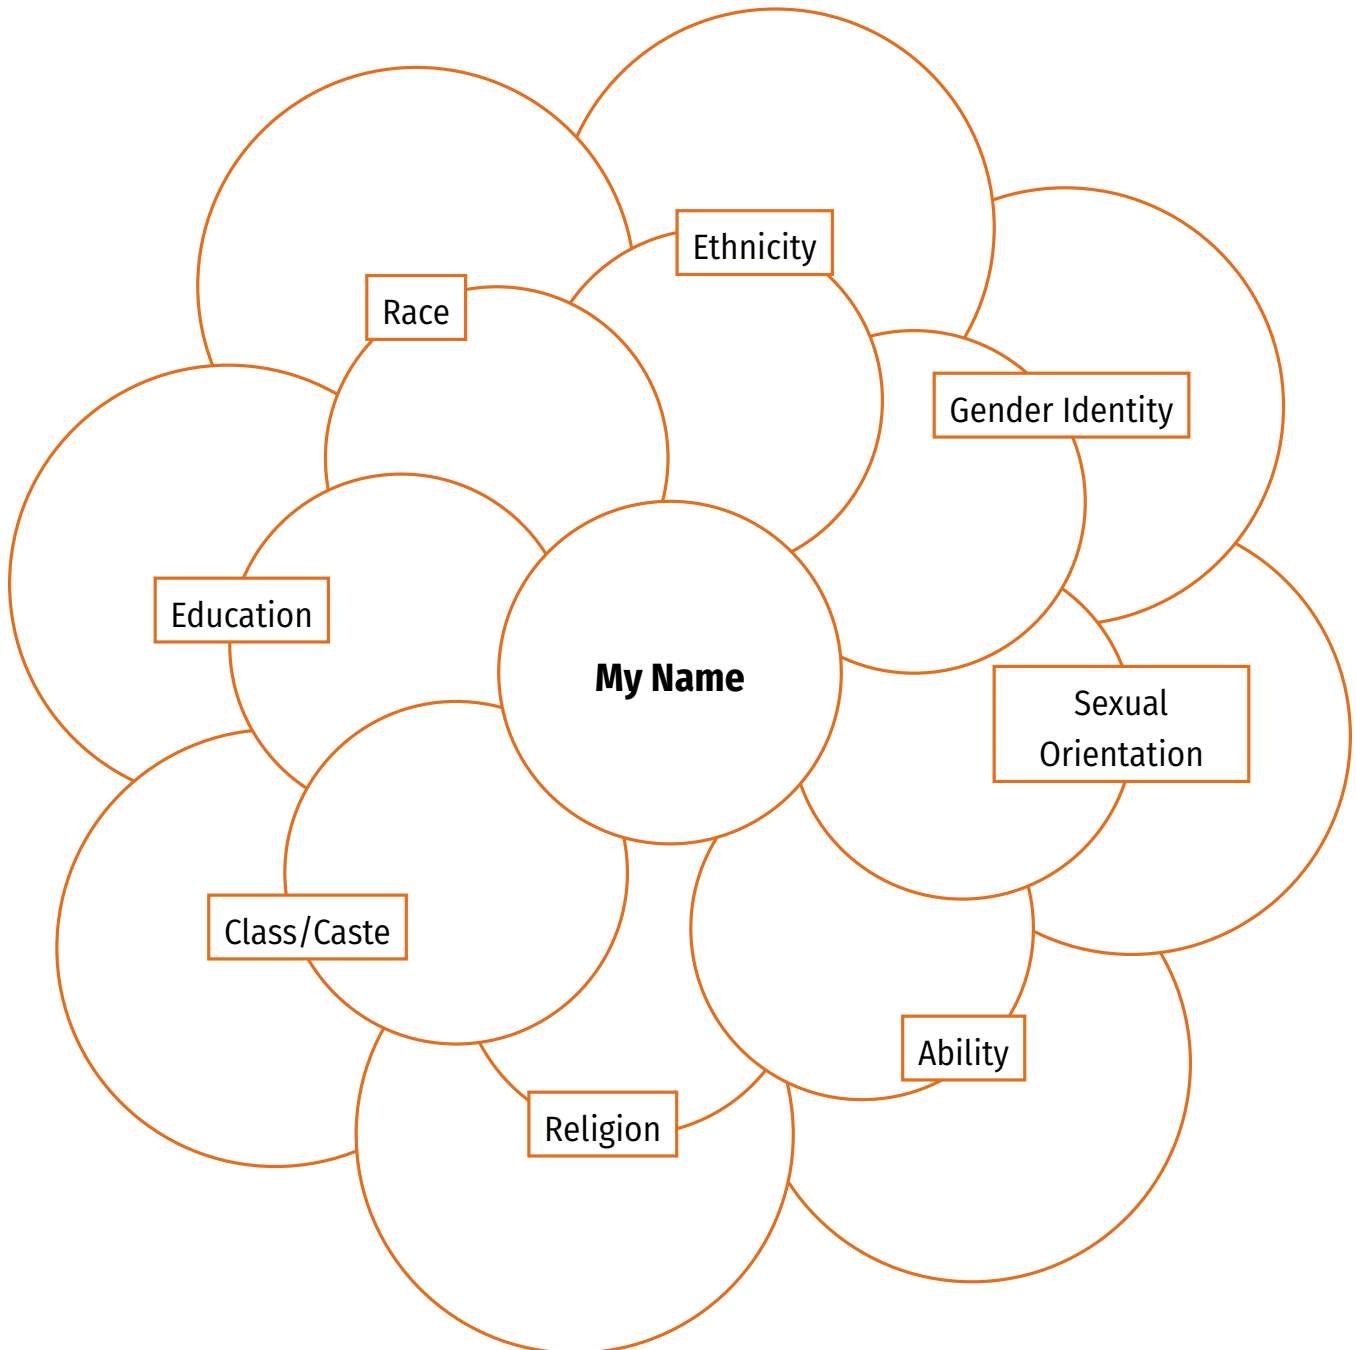 Ethnicity
Race
Gender Identity
Education
My Name
Sexual
Orientation
Class/Caste
Ability
Religion